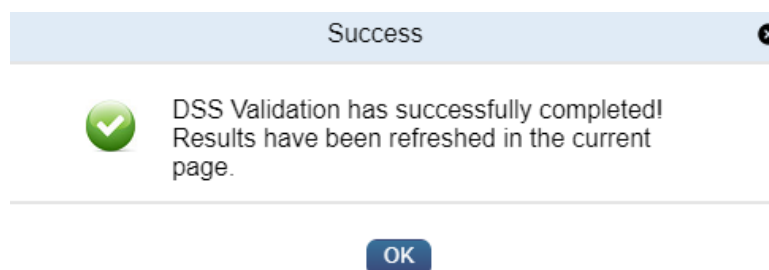 Success
DSS Validation has successfully completed!
Results have been refreshed in the current
page.
OK